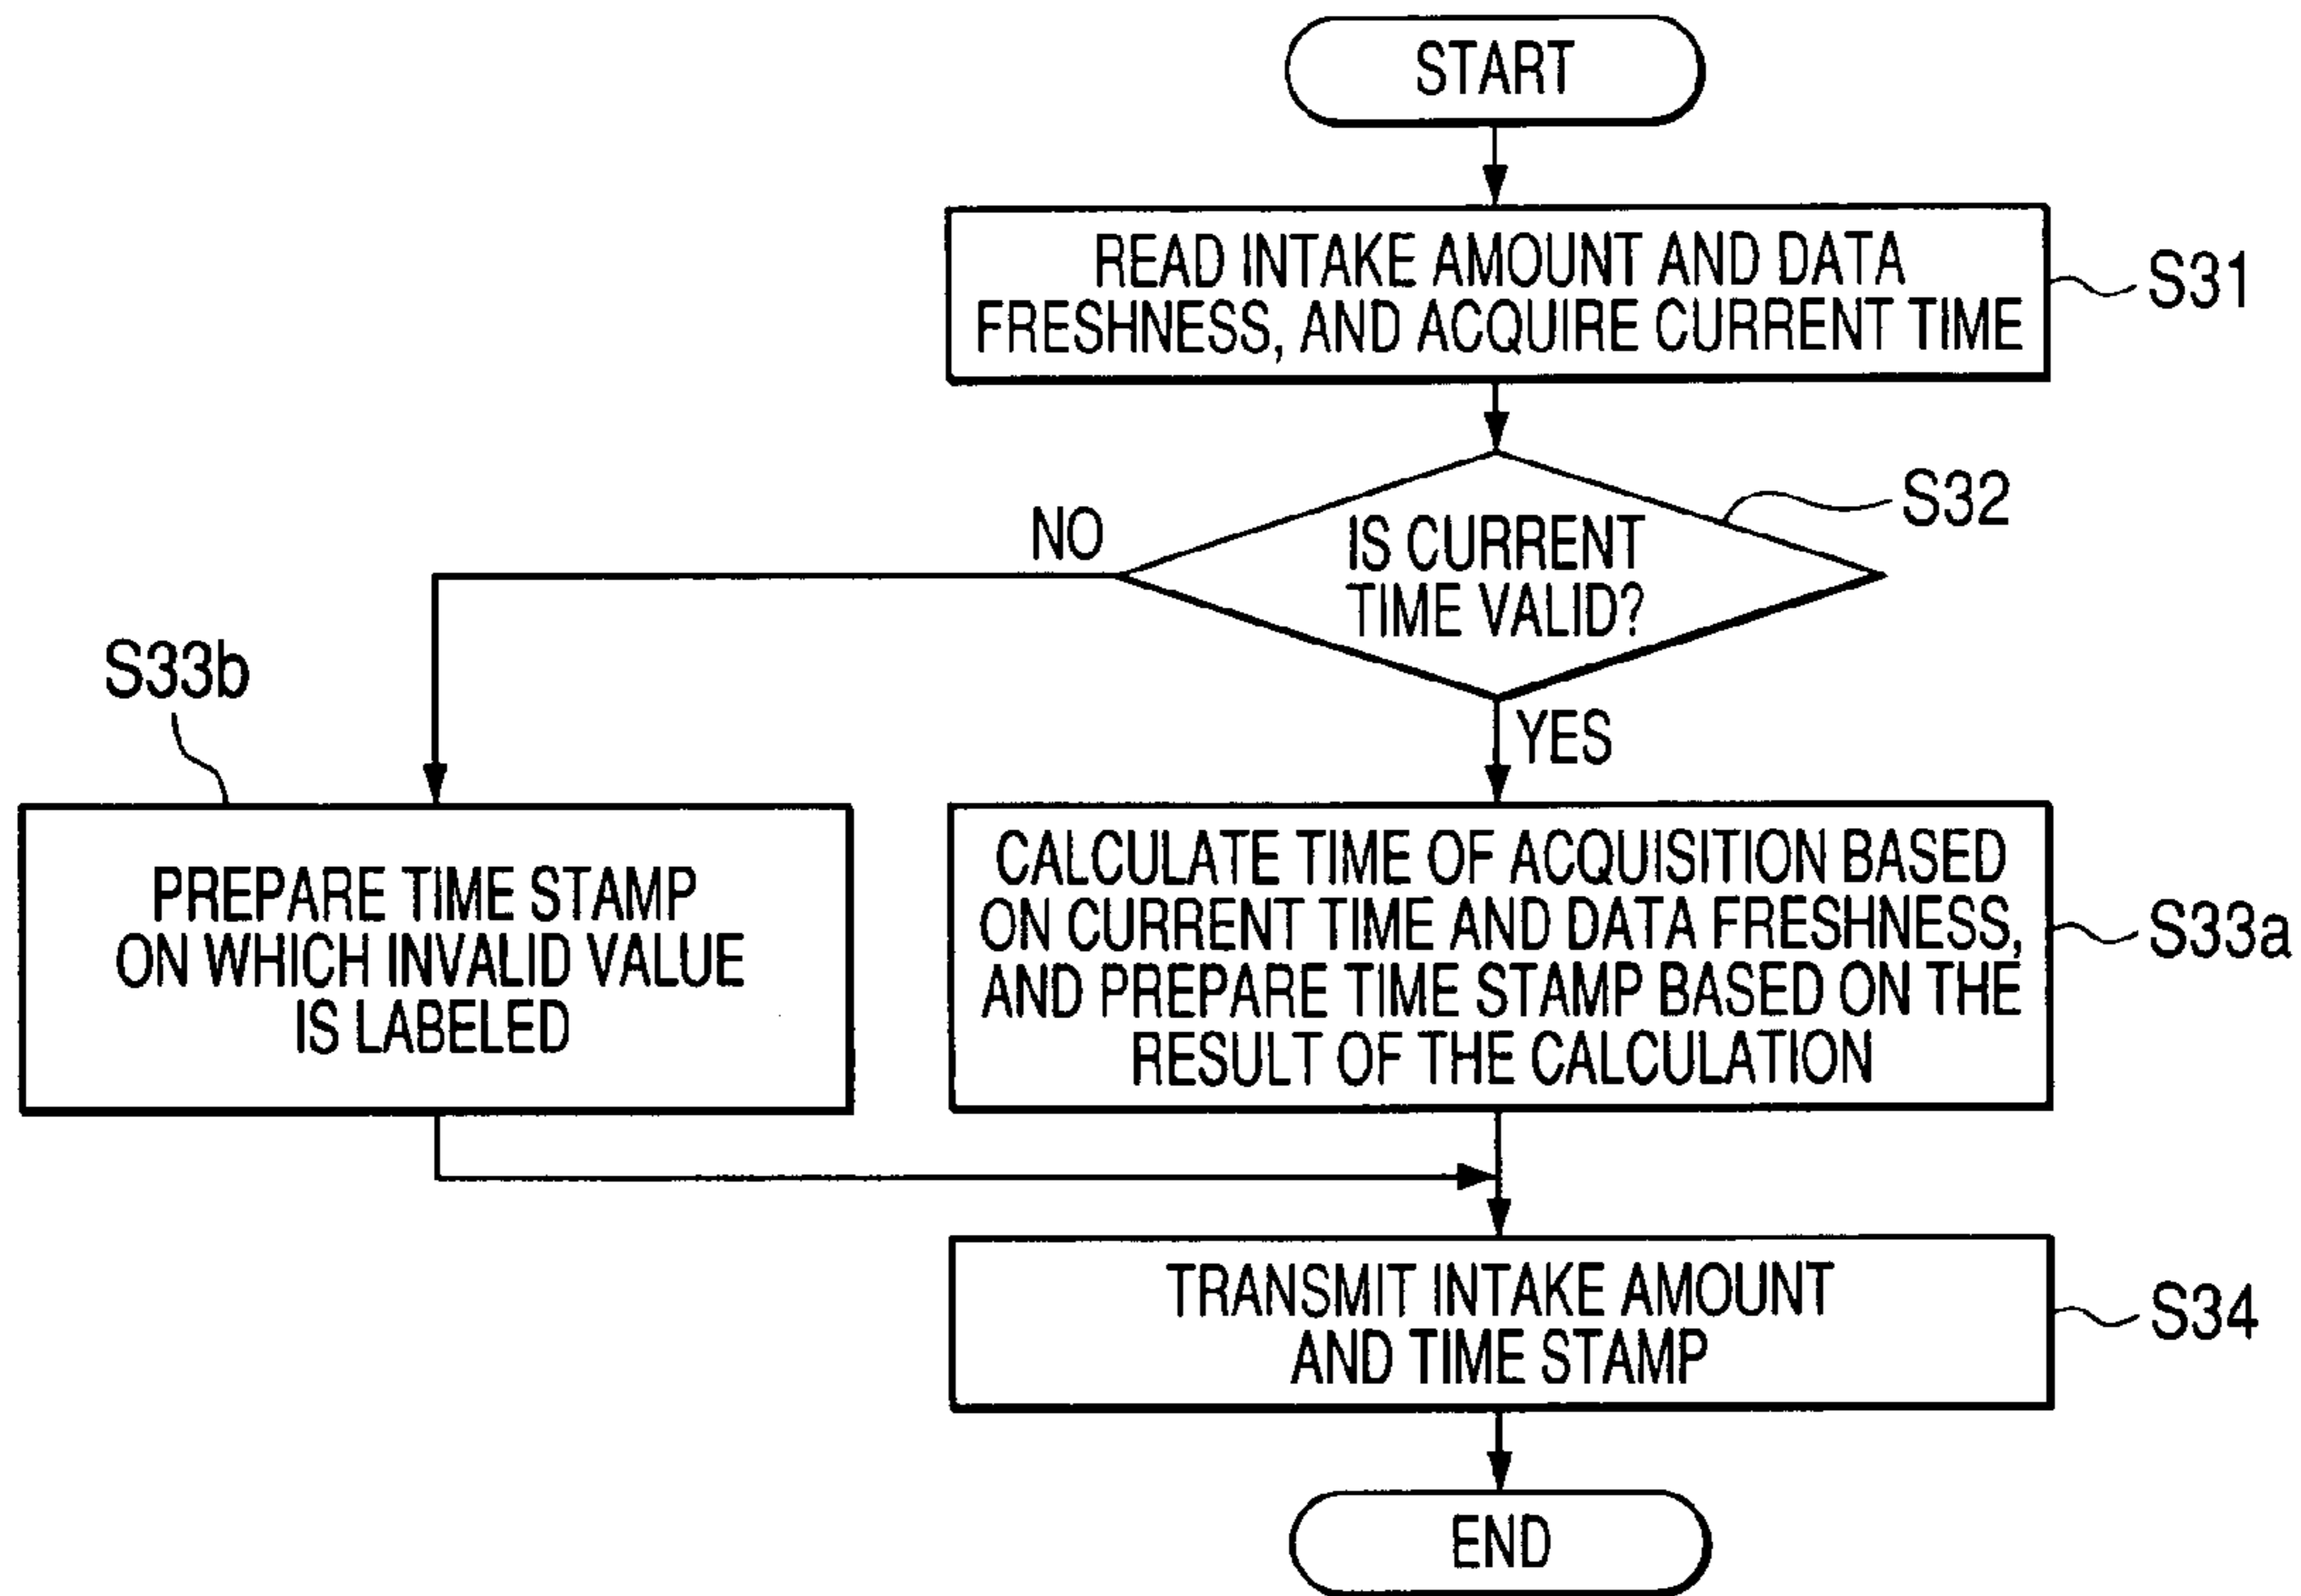 START
READ INTAKE AMOUNT AND DATA
FRESHNESS, AND ACQUIRE CURRENT TIME
S31
S32
IS CURRENT
TIME VALID?
NO
YES
S33b
PREPARE TIME STAMP
ON WHICH INVALID VALUE
IS LABELED
CALCULATE TIME OF ACQUISITION BASED
ON CURRENT TIME AND DATA FRESHNESS,
AND PREPARE TIME STAMP BASED ON THE
RESULT OF THE CALCULATION
S33a
TRANSMIT INTAKE AMOUNT
AND TIME STAMP
S34
END